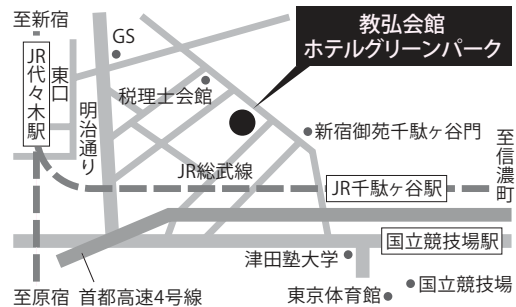 至新宿
GS
教弘会館
ホテルグリーンパーク
JR代々木駅
東口
明治通り
税理士会館
新宿御苑千駄ヶ谷門
至信濃町
JR総武線
JR千駄ヶ谷駅
国立競技場駅
津田塾大学
至原宿
首都高速4号線
東京体育館
国立競技場